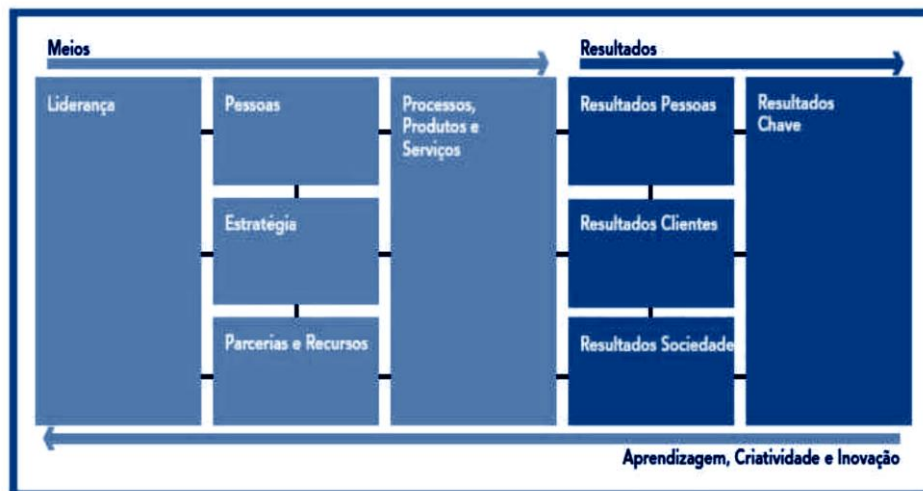 Meios
Resultados
Liderança
Pessoas
Processos,
Produtos e
Serviços
Resultados Pessoas
Resultados
Chave
Estratégia
Resultados Clientes
Parcerias e Recursos
Resultados Sociedade
Aprendizagem, Criatividade e Inovação